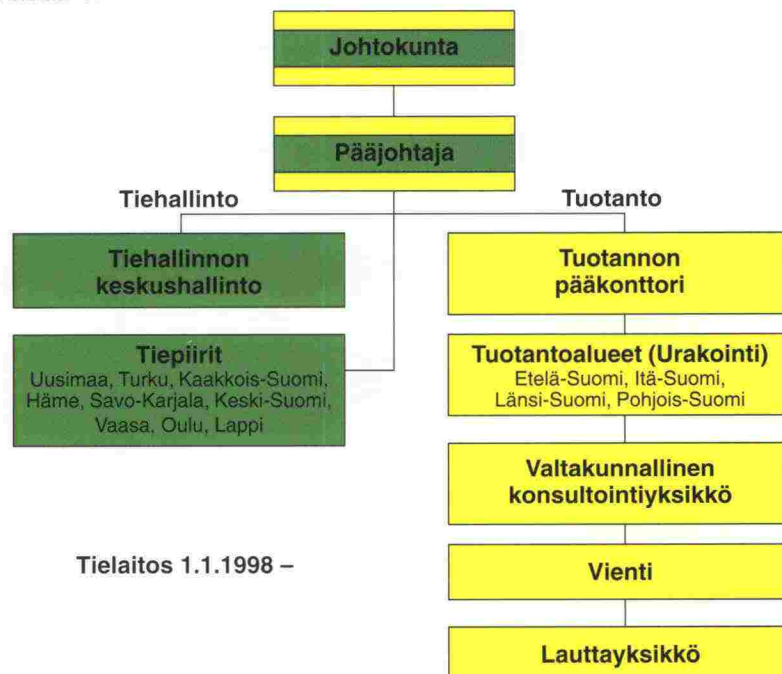 Johtokunta
Pääjohtaja
Tiehallinto
Tuotanto
Tiehallinnon
keskushallinto
Tiepiirit
Uusimaa, Turku, Kaakkois-Suomi,
Häme, Savo-Karjala, Keski-Suomi,
Vaasa, Oulu, Lappi
Tuotannon
pääkonttori
Tuotantoalueet (Urakointi)
Etelä-Suomi, Itä-Suomi,
Länsi-Suomi, Pohjois-Suomi
Valtakunnallinen
konsultointiyksikkö
Vienti
Lauttayksikkö
Tielaitos 1.1.1998 –